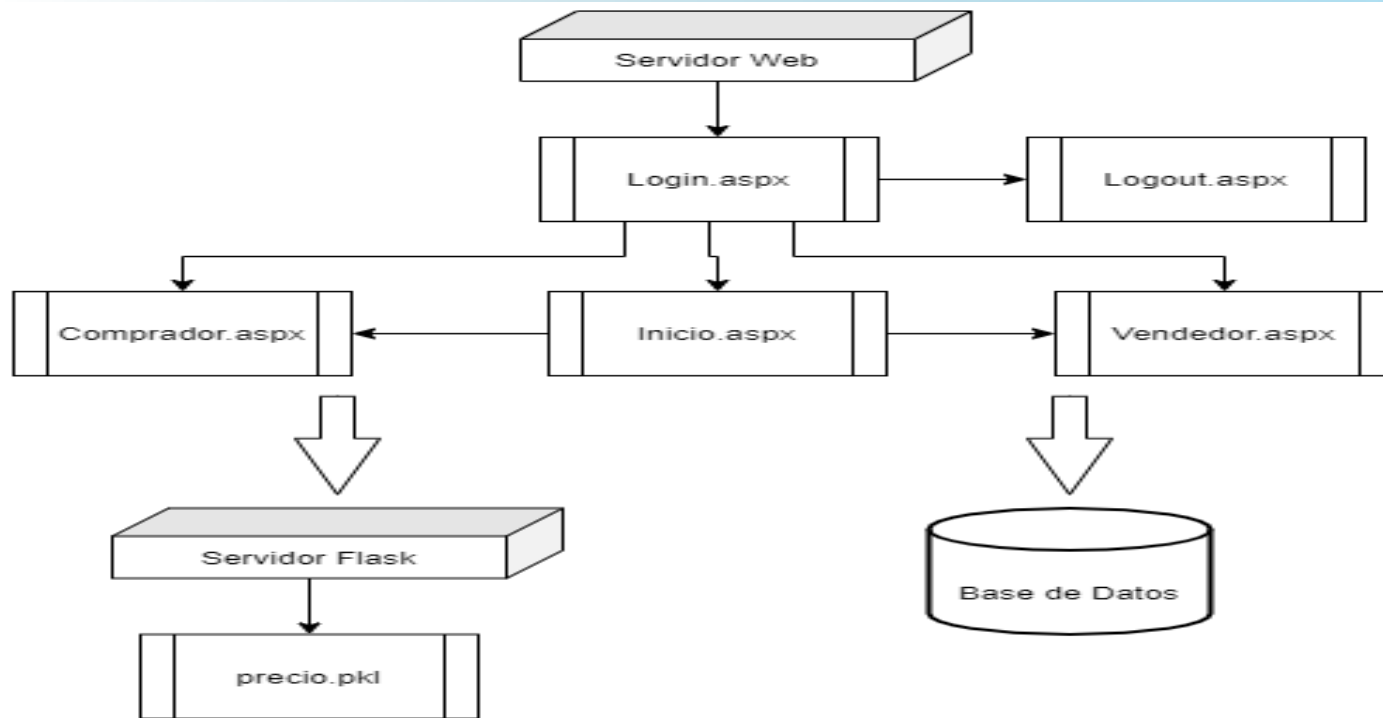 Servidor Web
Login.aspx
Logout.aspx
Comprador.aspx
Inicio.aspx
Vendedor.aspx
Servidor Flask
Base de Datos
precio.pkl